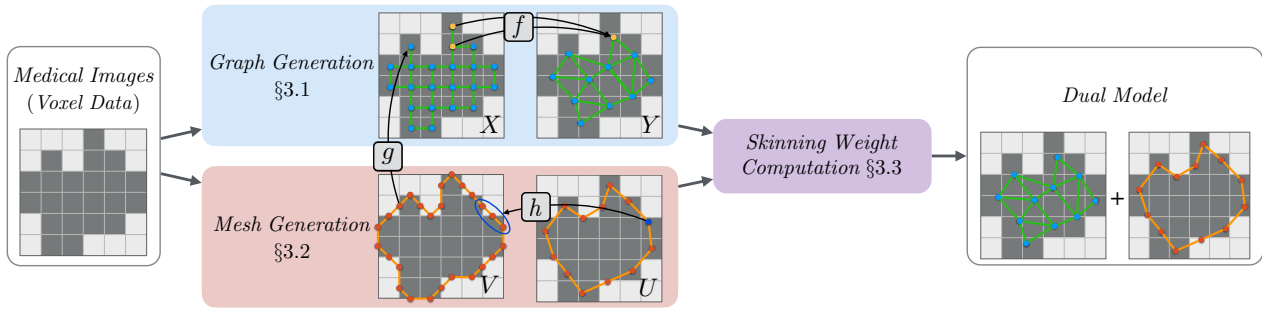 Medical Images
(Voxel Data)
Graph Generation
§3.1
f
X
Y
g
Mesh Generation
§3.2
h
V
U
Skinning Weight
Computation §3.3
Dual Model
+